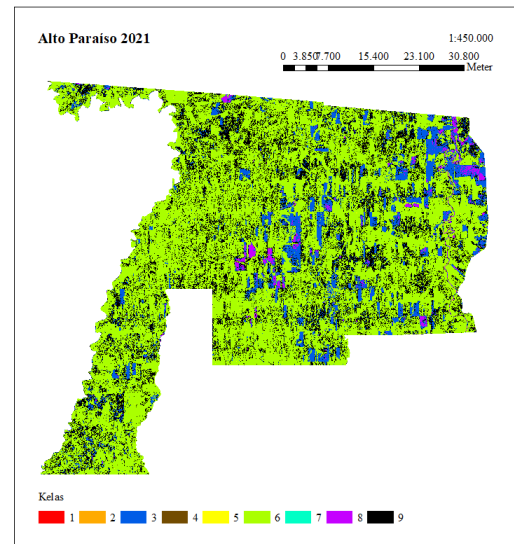 Alto Paraíso 2021
1:450.000
0 3.850 7.700 15.400 23.100 30.800
Meter
Kelas
1 2 3 4 5 6 7 8 9